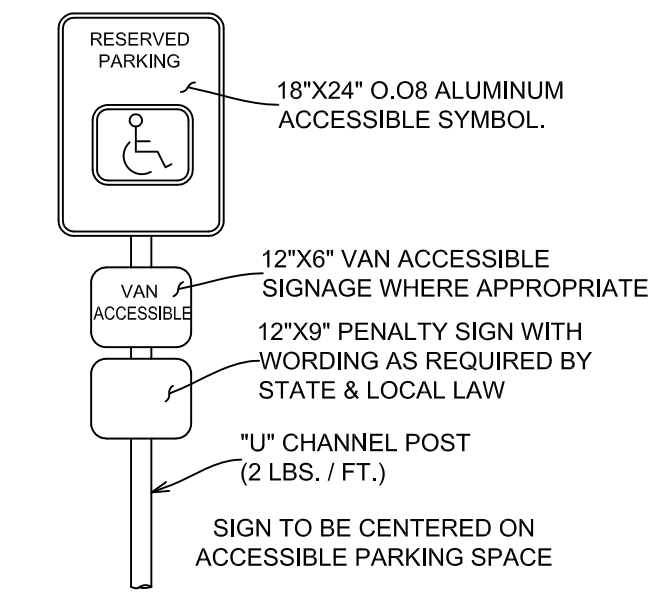 RESERVED
PARKING
18"X24" O.O8 ALUMINUM
ACCESSIBLE SYMBOL.
12"X6" VAN ACCESSIBLE
SIGNAGE WHERE APPROPRIATE
VAN
ACCESSIBLE
12"X9" PENALTY SIGN WITH
WORDING AS REQUIRED BY
STATE & LOCAL LAW
"U" CHANNEL POST
(2 LBS. / FT.)
SIGN TO BE CENTERED ON
ACCESSIBLE PARKING SPACE